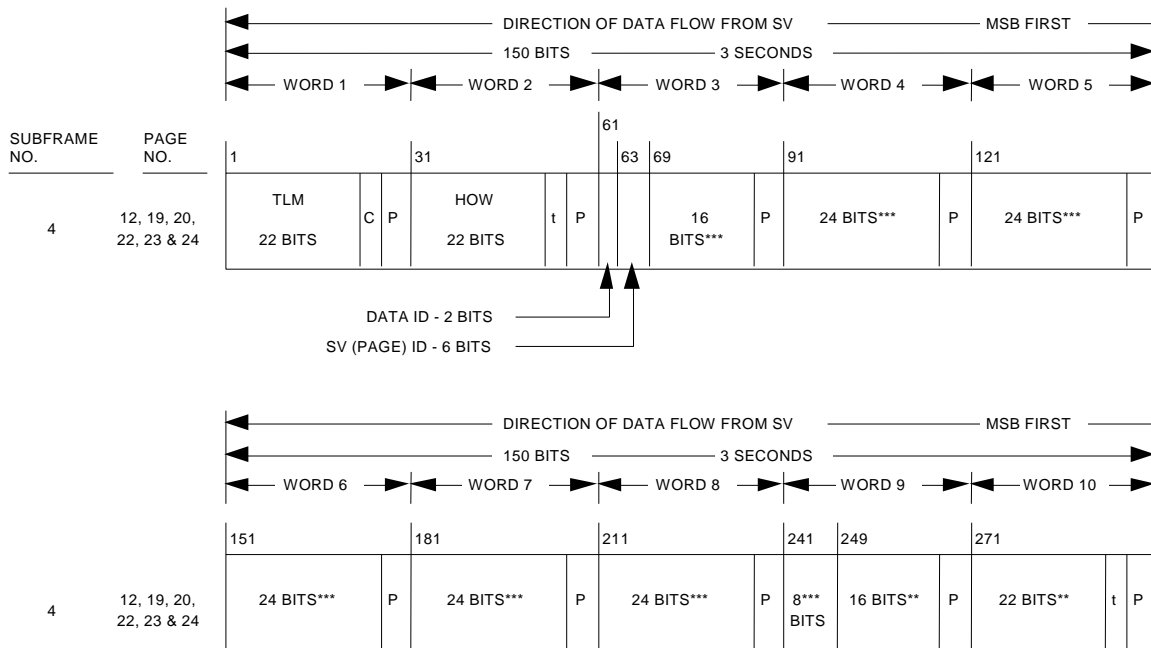 DIRECTION OF DATA FLOW FROM SV MSB FIRST
150 BITS 3 SECONDS
WORD 1 WORD 2 WORD 3 WORD 4 WORD 5
SUBFRAME NO. PAGE NO.
1 31 61 63 69 91 121
4
12, 19, 20,
22, 23 & 24
TLM
22 BITS
C P
HOW
22 BITS
t P
16
BITS***
P
24 BITS*** P
24 BITS*** P
DATA ID - 2 BITS
SV (PAGE) ID - 6 BITS
DIRECTION OF DATA FLOW FROM SV MSB FIRST
150 BITS 3 SECONDS
WORD 6 WORD 7 WORD 8 WORD 9 WORD 10
151 181 211 241 249 271
4
12, 19, 20,
22, 23 & 24
24 BITS*** P
24 BITS*** P
24 BITS*** P
8***
BITS
16 BITS** P
22 BITS** t P